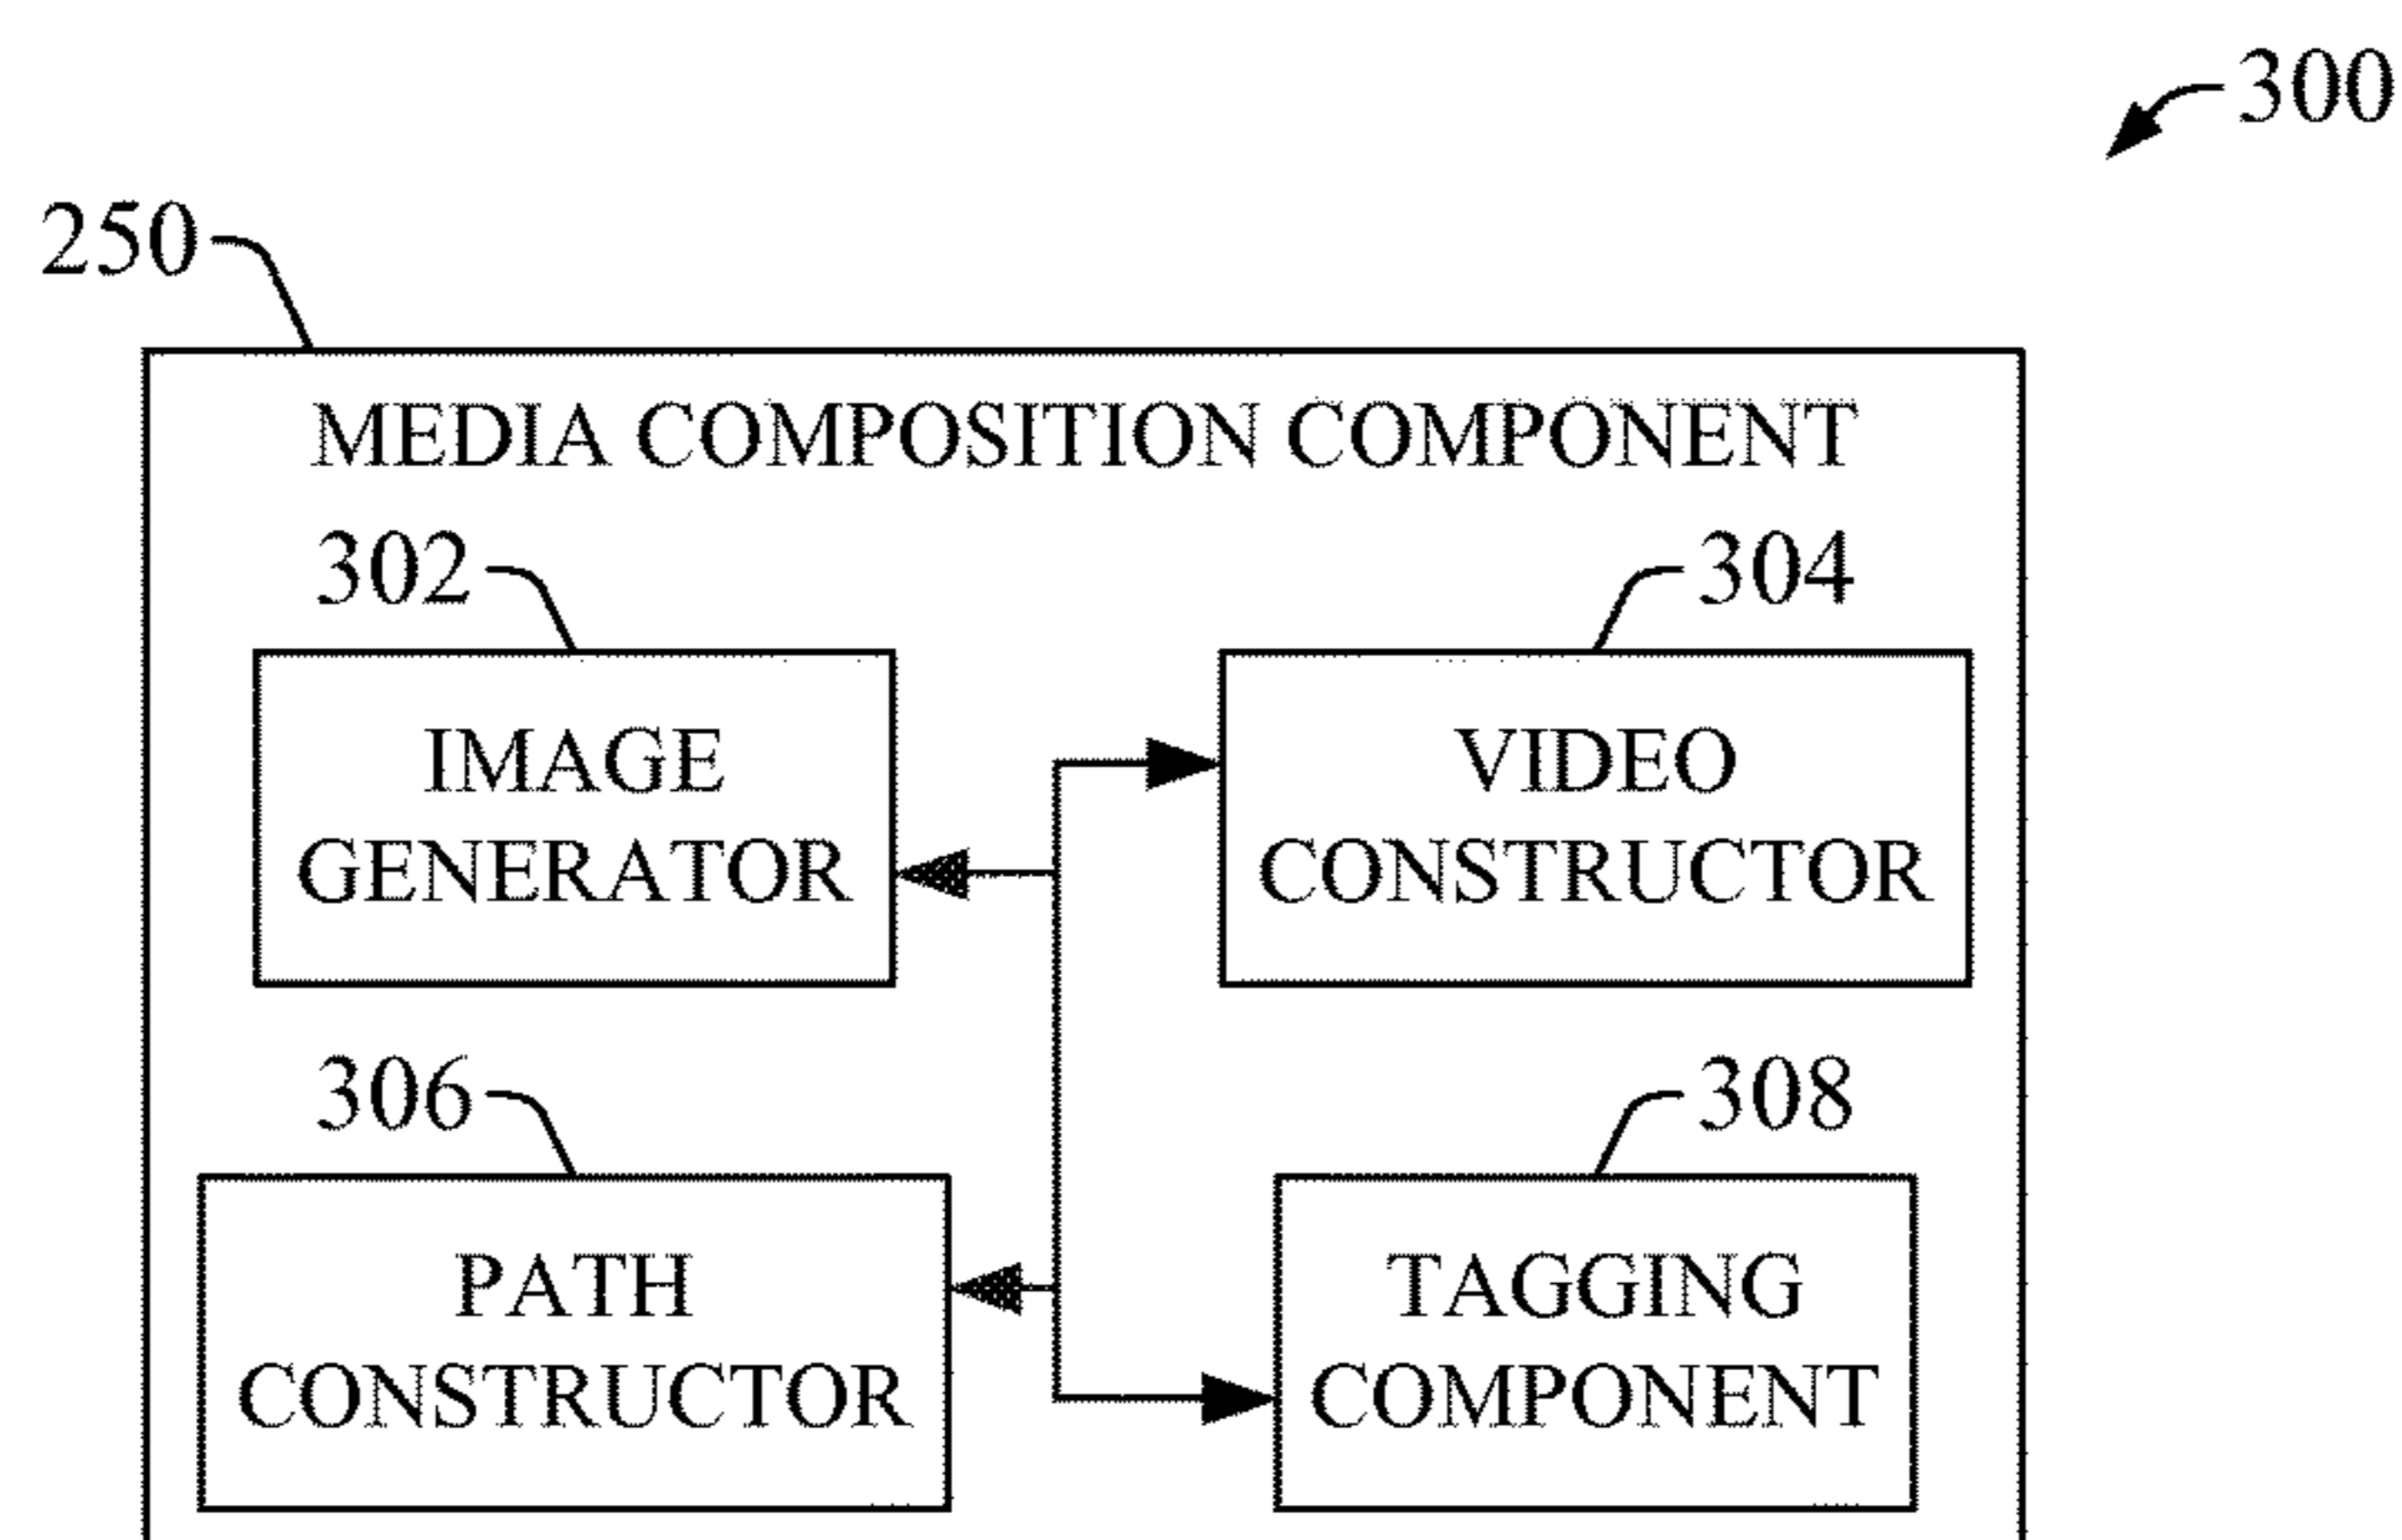 300
250
MEDIA COMPOSITION COMPONENT
302
304
IMAGE
GENERATOR
VIDEO
CONSTRUCTOR
306
308
PATH
CONSTRUCTOR
TAGGING
COMPONENT